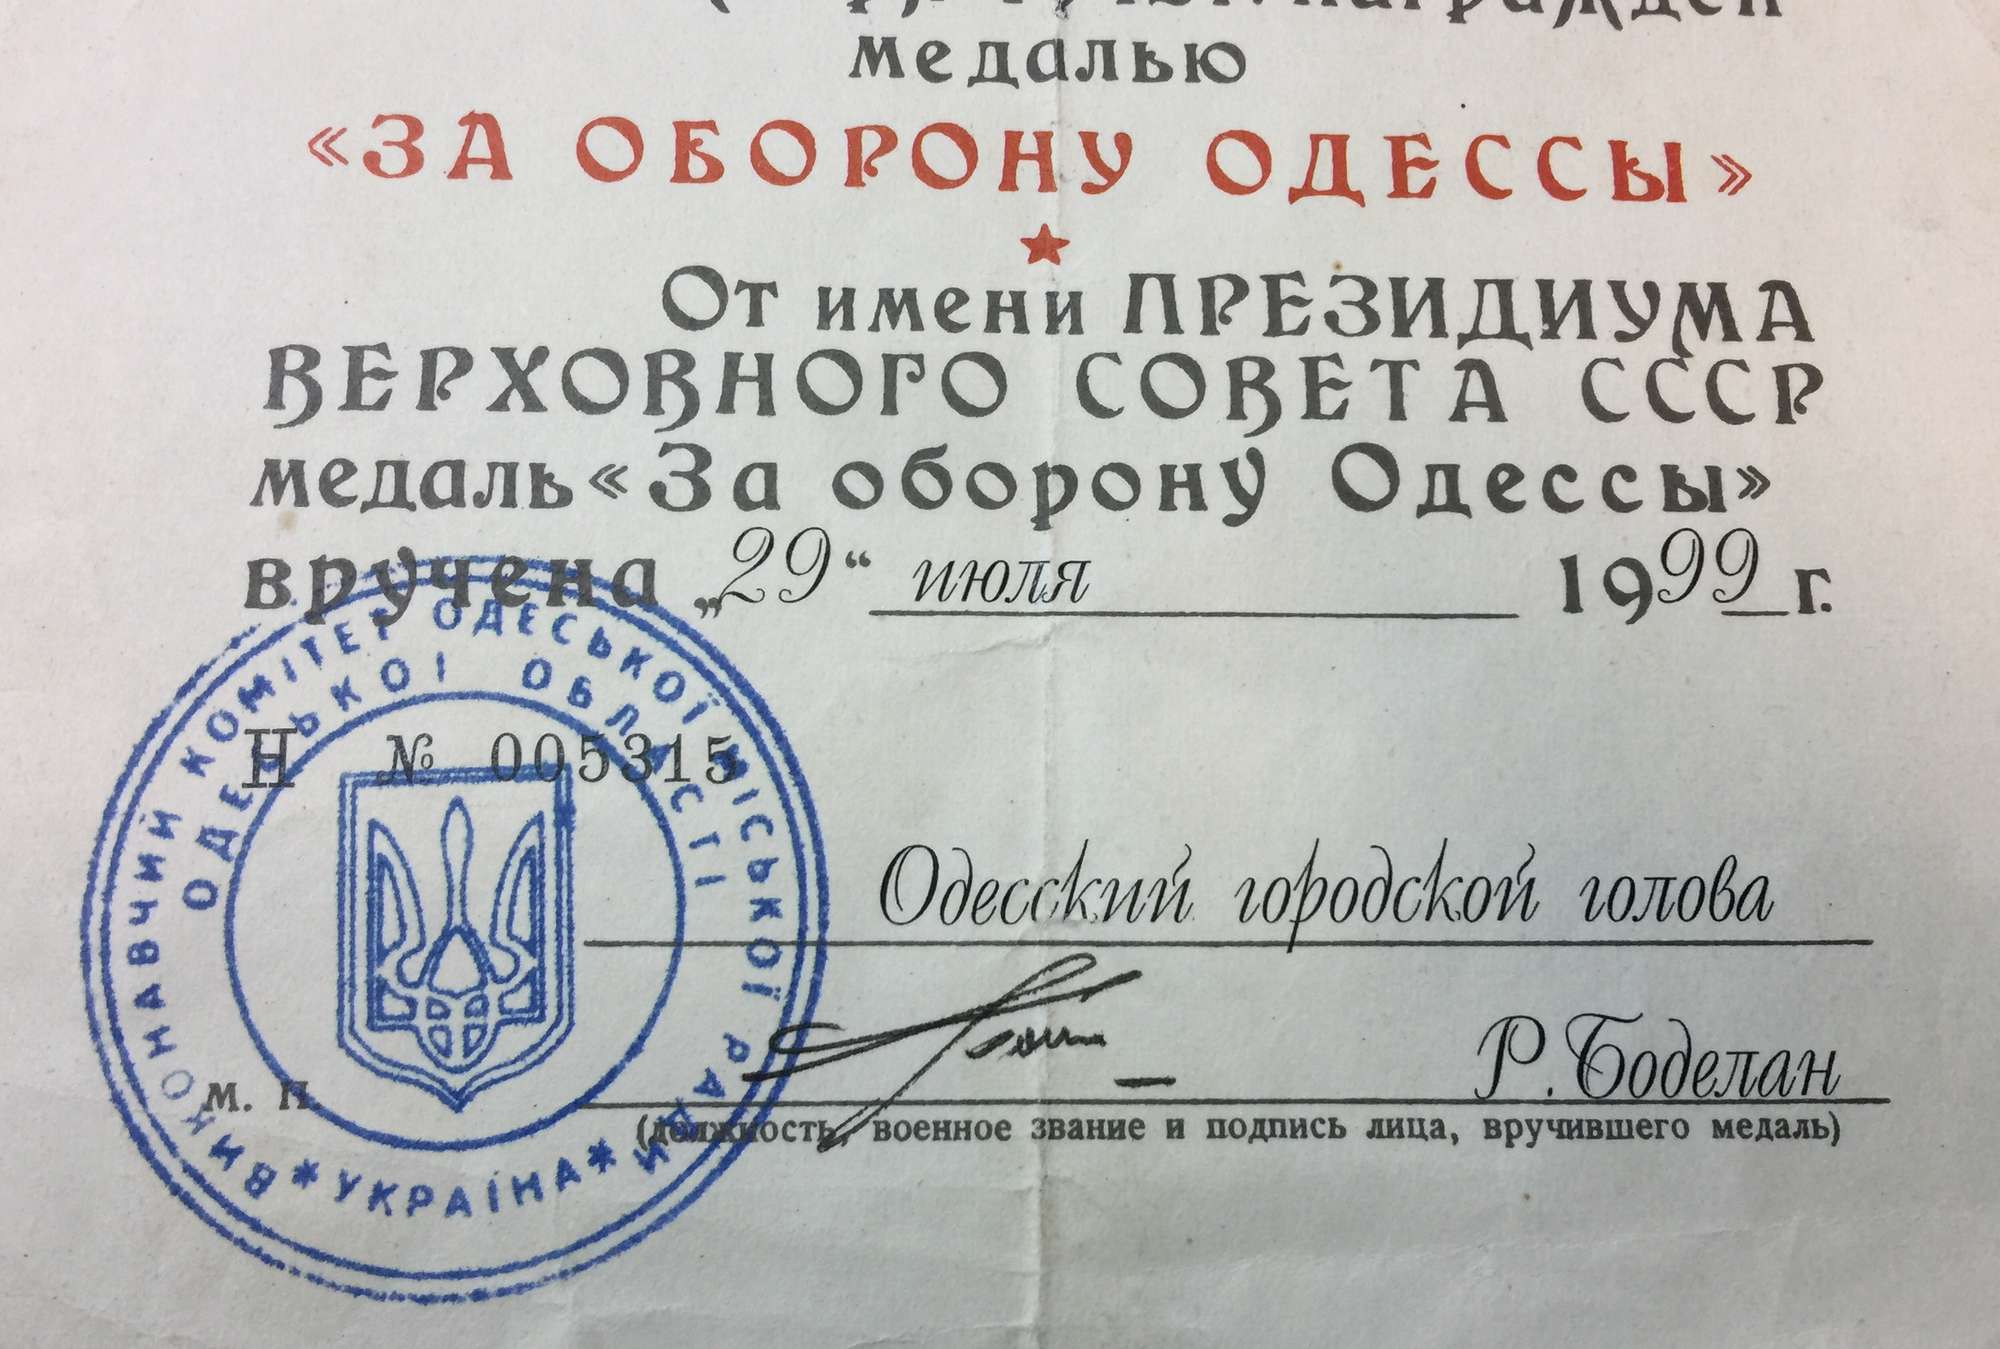 награжден
медалью
«ЗА ОБОРОНУ ОДЕССЫ»
От имени ПРЕЗИДИУМА
ВЕРХОВНОГО СОВЕТА СССР
медаль «За оборону Одессы»
вручена „29“ июля 1999 г.
Н № 005315
Одесский городской голова
Р. Боделан
(должность, военное звание и подпись лица, вручившего медаль)
М. П.
ВИКОНАВЧИЙ КОМІТЕТ ОДЕСЬКОЇ МІСЬКОЇ РАДИ
ОДЕСЬКОЇ ОБЛАСТІ
* УКРАЇНА *